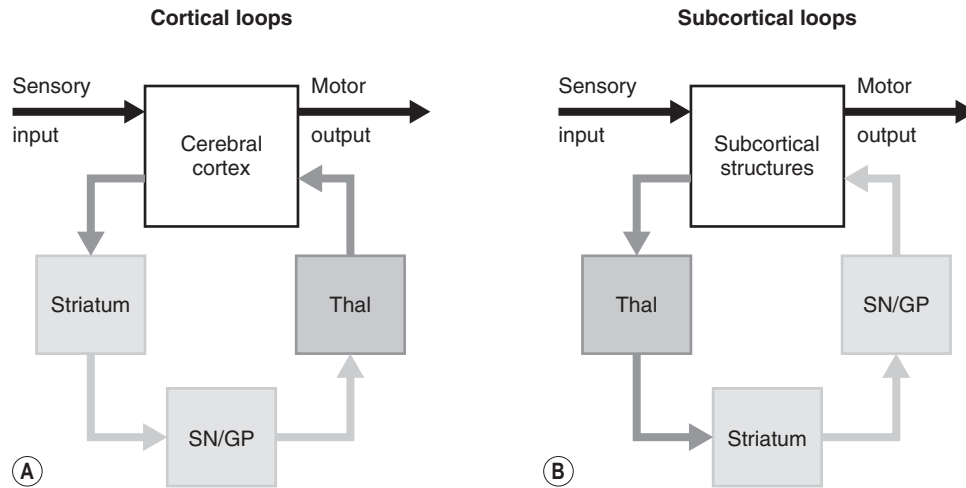 Cortical loops
Sensory
input
Cerebral
cortex
Motor
output
Striatum
Thal
SN/GP
A
Subcortical loops
Sensory
input
Subcortical
structures
Motor
output
Thal
SN/GP
Striatum
B